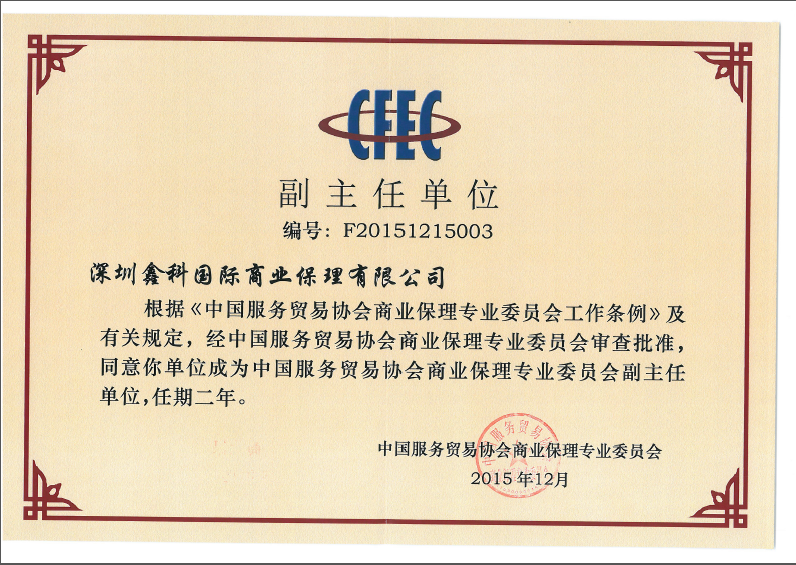 CFEC
副主任单位
编号：F20151215003
深圳鑫科国际商业保理有限公司
根据《中国服务贸易协会商业保理专业委员会工作条例》及
有关规定，经中国服务贸易协会商业保理专业委员会审查批准，
同意你单位成为中国服务贸易协会商业保理专业委员会副主任
单位，任期二年。
中国服务贸易协会商业保理专业委员会
2015年12月